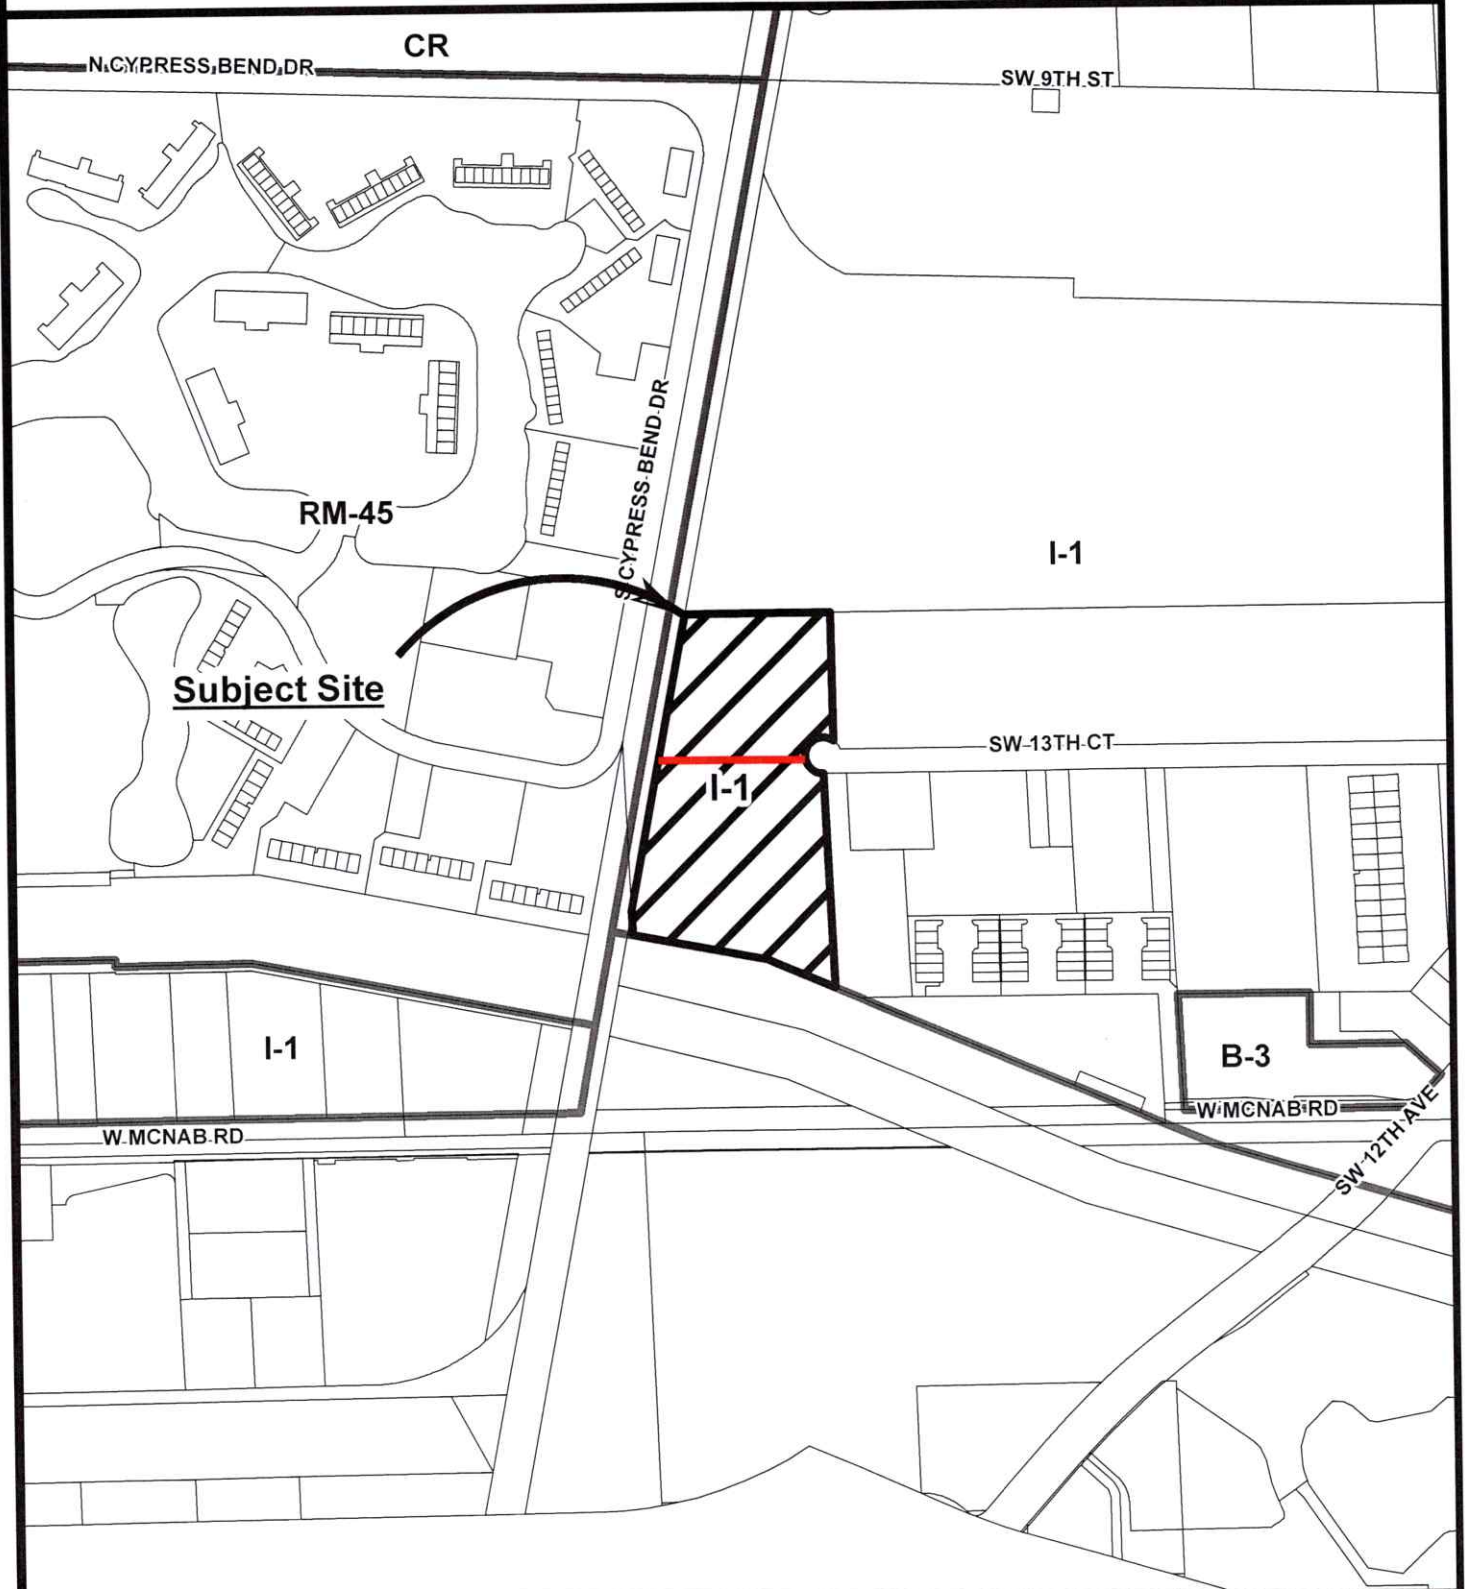 CR
N CYPRESS BEND DR
SW 9TH ST
S CYPRESS BEND DR
RM-45
I-1
Subject Site
SW 13TH CT
I-1
I-1
B-3
W MCNAB RD
W MCNAB RD
SW 12TH AVE